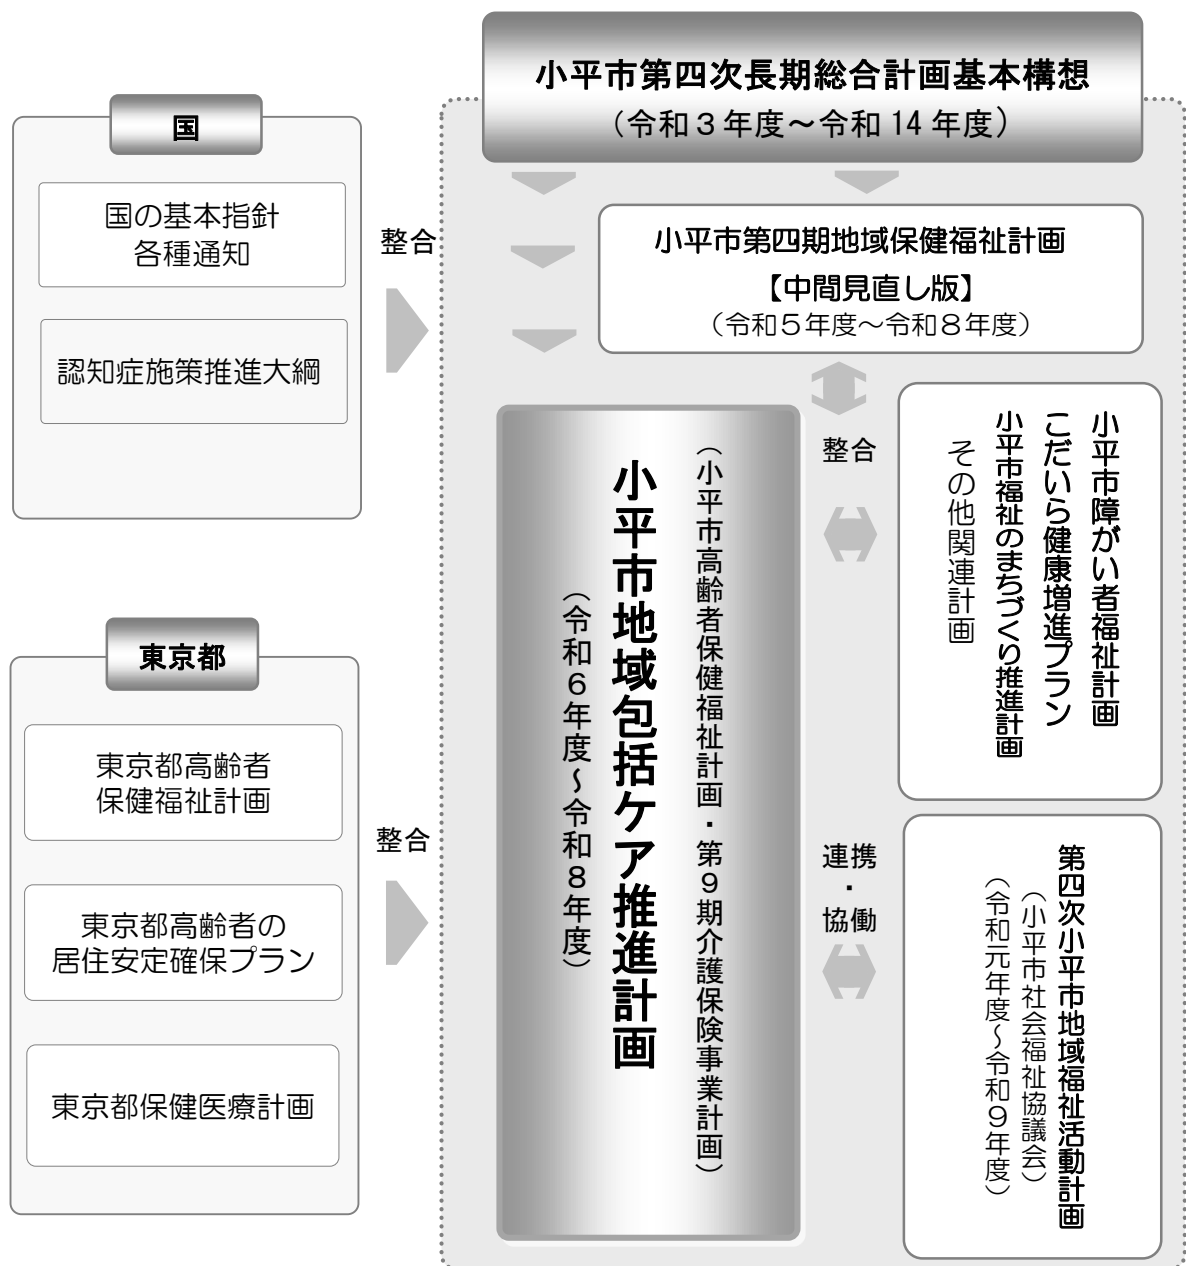 小平市第四次長期総合計画基本構想
（令和３年度～令和 14 年度）
国
国の基本指針
各種通知
認知症施策推進大綱
整合
小平市第四期地域保健福祉計画
【中間見直し版】
（令和５年度～令和８年度）
整合
小平市障がい者福祉計画
こだいら健康増進プラン
小平市福祉のまちづくり推進計画
その他関連計画
（小平市高齢者保健福祉計画・第９期介護保険事業計画）
小平市地域包括ケア推進計画
（令和６年度～令和８年度）
東京都
東京都高齢者
保健福祉計画
東京都高齢者の
居住安定確保プラン
東京都保健医療計画
整合
連携
・
協働
第四次小平市地域福祉活動計画
（小平市社会福祉協議会）
（令和元年度～令和９年度）